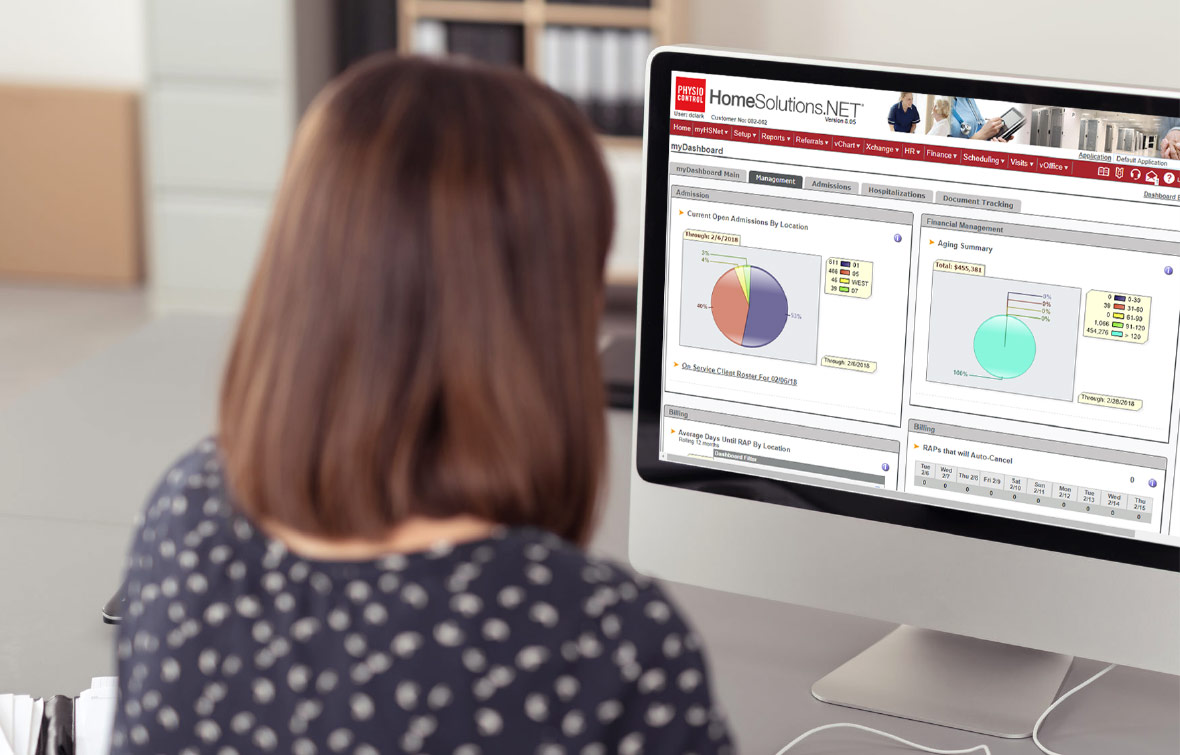 PHYSIO
CONTROL
HomeSolutions.NET
Version 8.05
User: dclark Customer No: 082-862
Home myHSNet Setup Reports Referrals vChart Xchange HR Finance Scheduling Visits vOffice
Application Default Application
myDashboard
Dashboard
myDashboard Main Management Admissions Hospitalizations Document Tracking
Admission
Current Open Admissions By Location
Through: 2/6/2018
3%
4%
40%
53%
611 01
466 05
46 WEST
39 07
Through: 2/6/2018
On Service Client Roster For 02/06/18
Financial Management
Aging Summary
Total: $455,381
0%
0%
0%
0%
100%
0 0-30
39 31-60
0 61-90
1,066 91-120
454,276 > 120
Through: 2/28/2018
Billing
Average Days Until RAP By Location
Rating 12 months
Dashboard Filter
Billing
RAPs that will Auto-Cancel
0
Tue 2/6 Wed 2/7 Thu 2/8 Fri 2/9 Sat 2/10 Sun 2/11 Mon 2/12 Tue 2/13 Wed 2/14 Thu 2/15
0 0 0 0 0 0 0 0 0 0